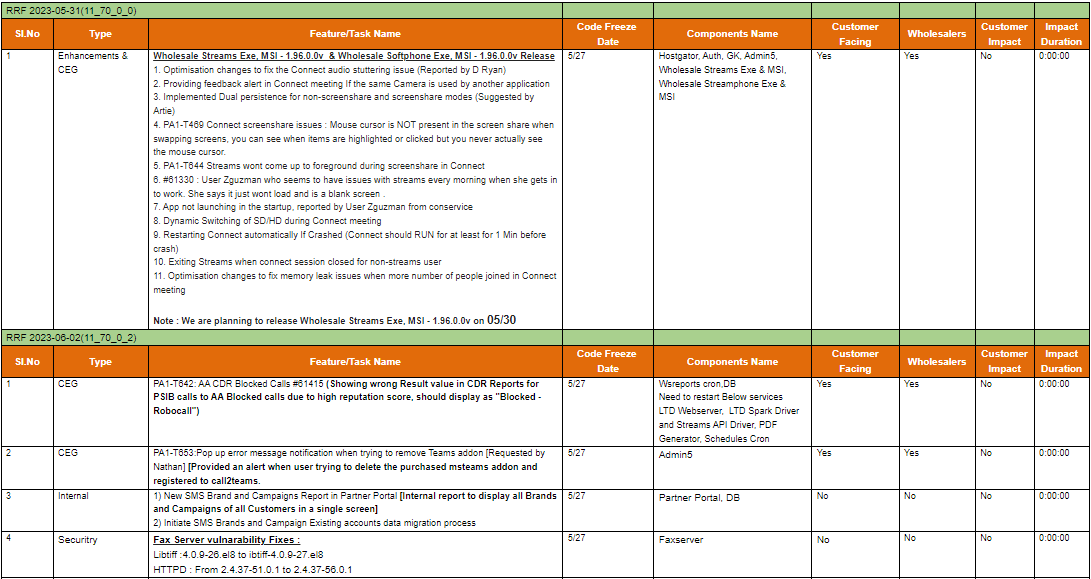 RRF 2023-05-31(11_70_0_0)
Sl.No Type Feature/Task Name Code Freeze Date Components Name Customer Facing Wholesalers Customer Impact Impact Duration
1 Enhancements & CEG
Wholesale Streams Exe, MSI - 1.96.0.0v & Wholesale Softphone Exe, MSI - 1.96.0.0v Release
1. Optimisation changes to fix the Connect audio stuttering issue (Reported by D Ryan)
2. Providing feedback alert in Connect meeting If the same Camera is used by another application
3. Implemented Dual persistence for non-screenshare and screenshare modes (Suggested by
Artie)
4. PA1-T469 Connect screenshare issues : Mouse cursor is NOT present in the screen share when
swapping screens, you can see when items are highlighted or clicked but you never actually see
the mouse cursor.
5. PA1-T644 Streams wont come up to foreground during screenshare in Connect
6. #61330 : User Zguzman who seems to have issues with streams every morning when she gets in
to work. She says it just wont load and is a blank screen .
7. App not launching in the startup, reported by User Zguzman from conservice
8. Dynamic Switching of SD/HD during Connect meeting
9. Restarting Connect automatically If Crashed (Connect should RUN for at least for 1 Min before
crash)
10. Exiting Streams when connect session closed for non-streams user
11. Optimisation changes to fix memory leak issues when more number of people joined in Connect
meeting
Note : We are planning to release Wholesale Streams Exe, MSI - 1.96.0.0v on 05/30
5/27
Hostgator, Auth, GK, Admin5,
Wholesale Streams Exe & MSI,
Wholesale Streamphone Exe &
MSI
Yes Yes No 0:00:00
RRF 2023-06-02(11_70_0_2)
Sl.No Type Feature/Task Name Code Freeze Date Components Name Customer Facing Wholesalers Customer Impact Impact Duration
1 CEG
PA1-T642: AA CDR Blocked Calls #61415 (Showing wrong Result value in CDR Reports for
PSIB calls to AA Blocked calls due to high reputation score, should display as "Blocked -
Robocall")
5/27
Wsreports cron,DB
Need to restart Below services
LTD Webserver, LTD Spark Driver
and Streams API Driver, PDF
Generator, Schedules Cron
Yes Yes No 0:00:00
2 CEG
PA1-T653:Pop up error message notification when trying to remove Teams addon [Requested by
Nathan] [Provided an alert when user trying to delete the purchased msteams addon and
registered to call2teams.
5/27
Admin5
Yes Yes No 0:00:00
3 Internal
1) New SMS Brand and Campaigns Report in Partner Portal [Internal report to display all Brands
and Campaigns of all Customers in a single screen]
2) Initiate SMS Brands and Campaign Existing accounts data migration process
5/27
Partner Portal, DB
No No No 0:00:00
4 Securitry
Fax Server vulnarability Fixes :
Libtiff :4.0.9-26.el8 to ibtiff-4.0.9-27.el8
HTTPD : From 2.4.37-51.0.1 to 2.4.37-56.0.1
5/27
Faxserver
No No No 0:00:00